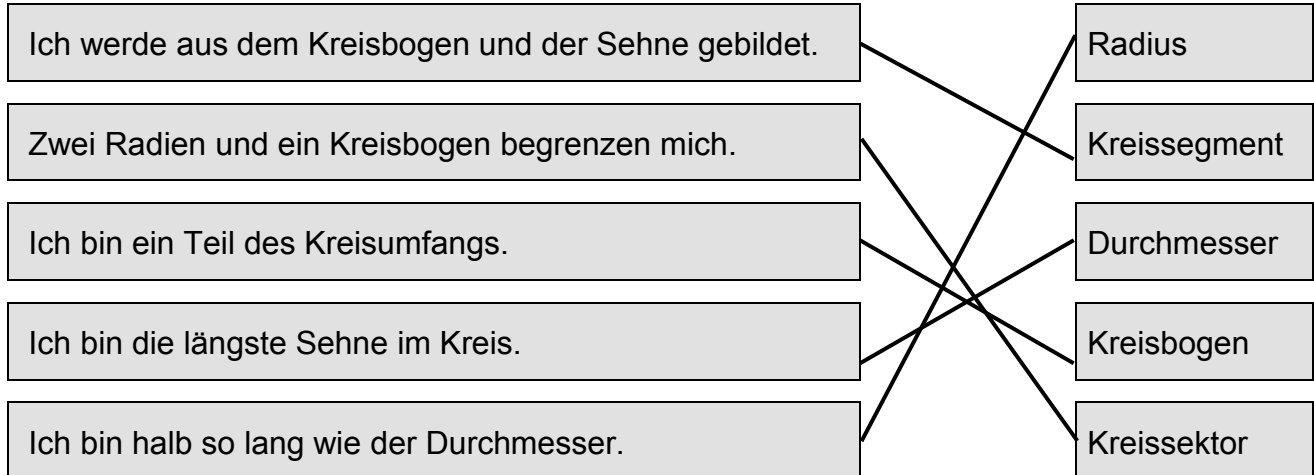 Ich werde aus dem Kreisbogen und der Sehne gebildet.
Radius
Zwei Radien und ein Kreisbogen begrenzen mich.
Kreissegment
Ich bin ein Teil des Kreisumfangs.
Durchmesser
Ich bin die längste Sehne im Kreis.
Kreisbogen
Ich bin halb so lang wie der Durchmesser.
Kreissektor